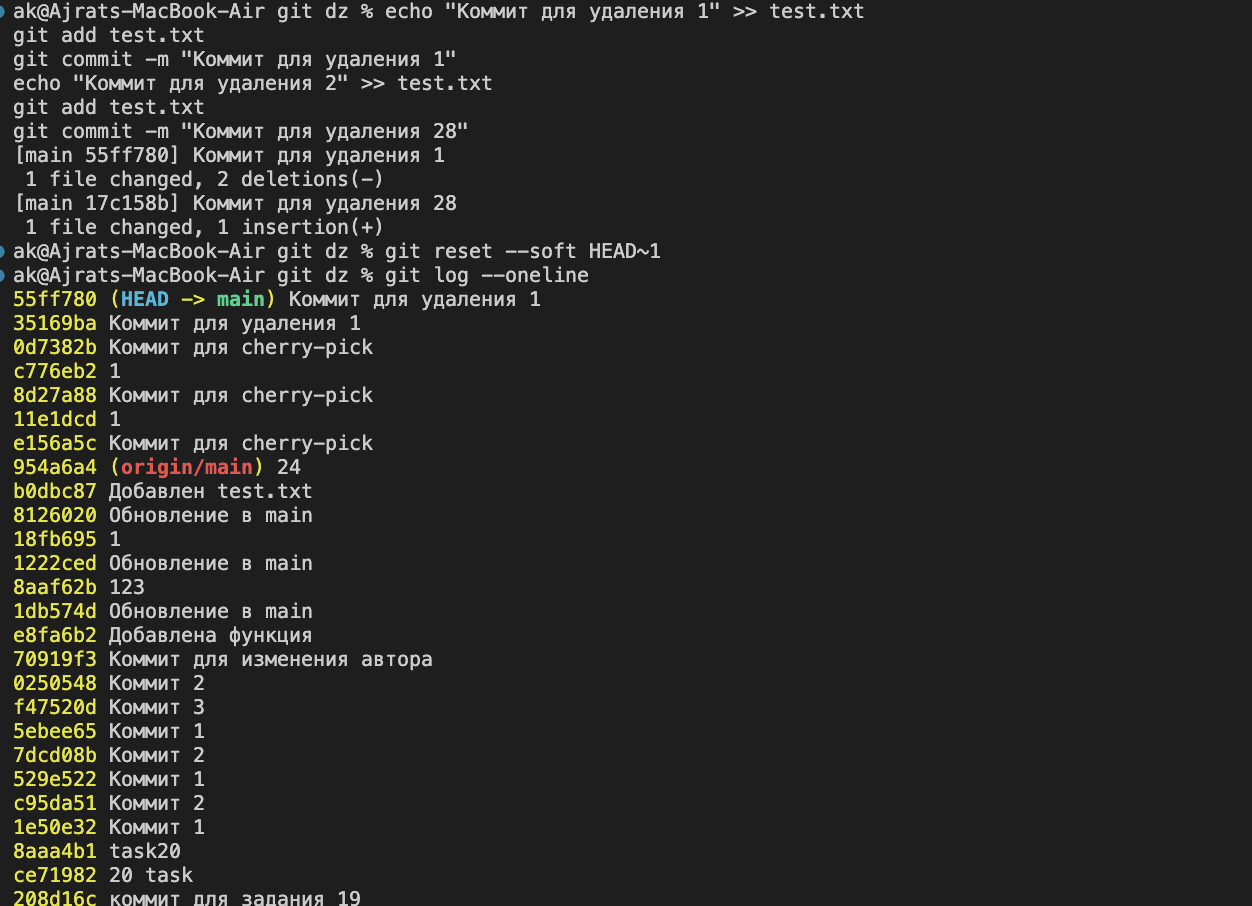 ak@Ajrats-MacBook-Air git dz % echo "Коммит для удаления 1" >> test.txt
git add test.txt
git commit -m "Коммит для удаления 1"
echo "Коммит для удаления 2" >> test.txt
git add test.txt
git commit -m "Коммит для удаления 28"
[main 55ff780] Коммит для удаления 1
1 file changed, 2 deletions(-)
[main 17c158b] Коммит для удаления 28
1 file changed, 1 insertion(+)
ak@Ajrats-MacBook-Air git dz % git reset --soft HEAD~1
ak@Ajrats-MacBook-Air git dz % git log --oneline
55ff780 (HEAD -> main) Коммит для удаления 1
35169ba Коммит для удаления 1
0d7382b Коммит для cherry-pick
c776eb2 1
8d27a88 Коммит для cherry-pick
11e1dcd 1
e156a5c Коммит для cherry-pick
954a6a4 (origin/main) 24
b0dbc87 Добавлен test.txt
8126020 Обновление в main
18fb695 1
1222ced Обновление в main
8aaf62b 123
1db574d Обновление в main
e8fa6b2 Добавлена функция
70919f3 Коммит для изменения автора
0250548 Коммит 2
f47520d Коммит 3
5ebee65 Коммит 1
7dcd08b Коммит 2
529e522 Коммит 1
c95da51 Коммит 2
1e50e32 Коммит 1
8aaa4b1 task20
ce71982 20 task
208d16c коммит для задания 19